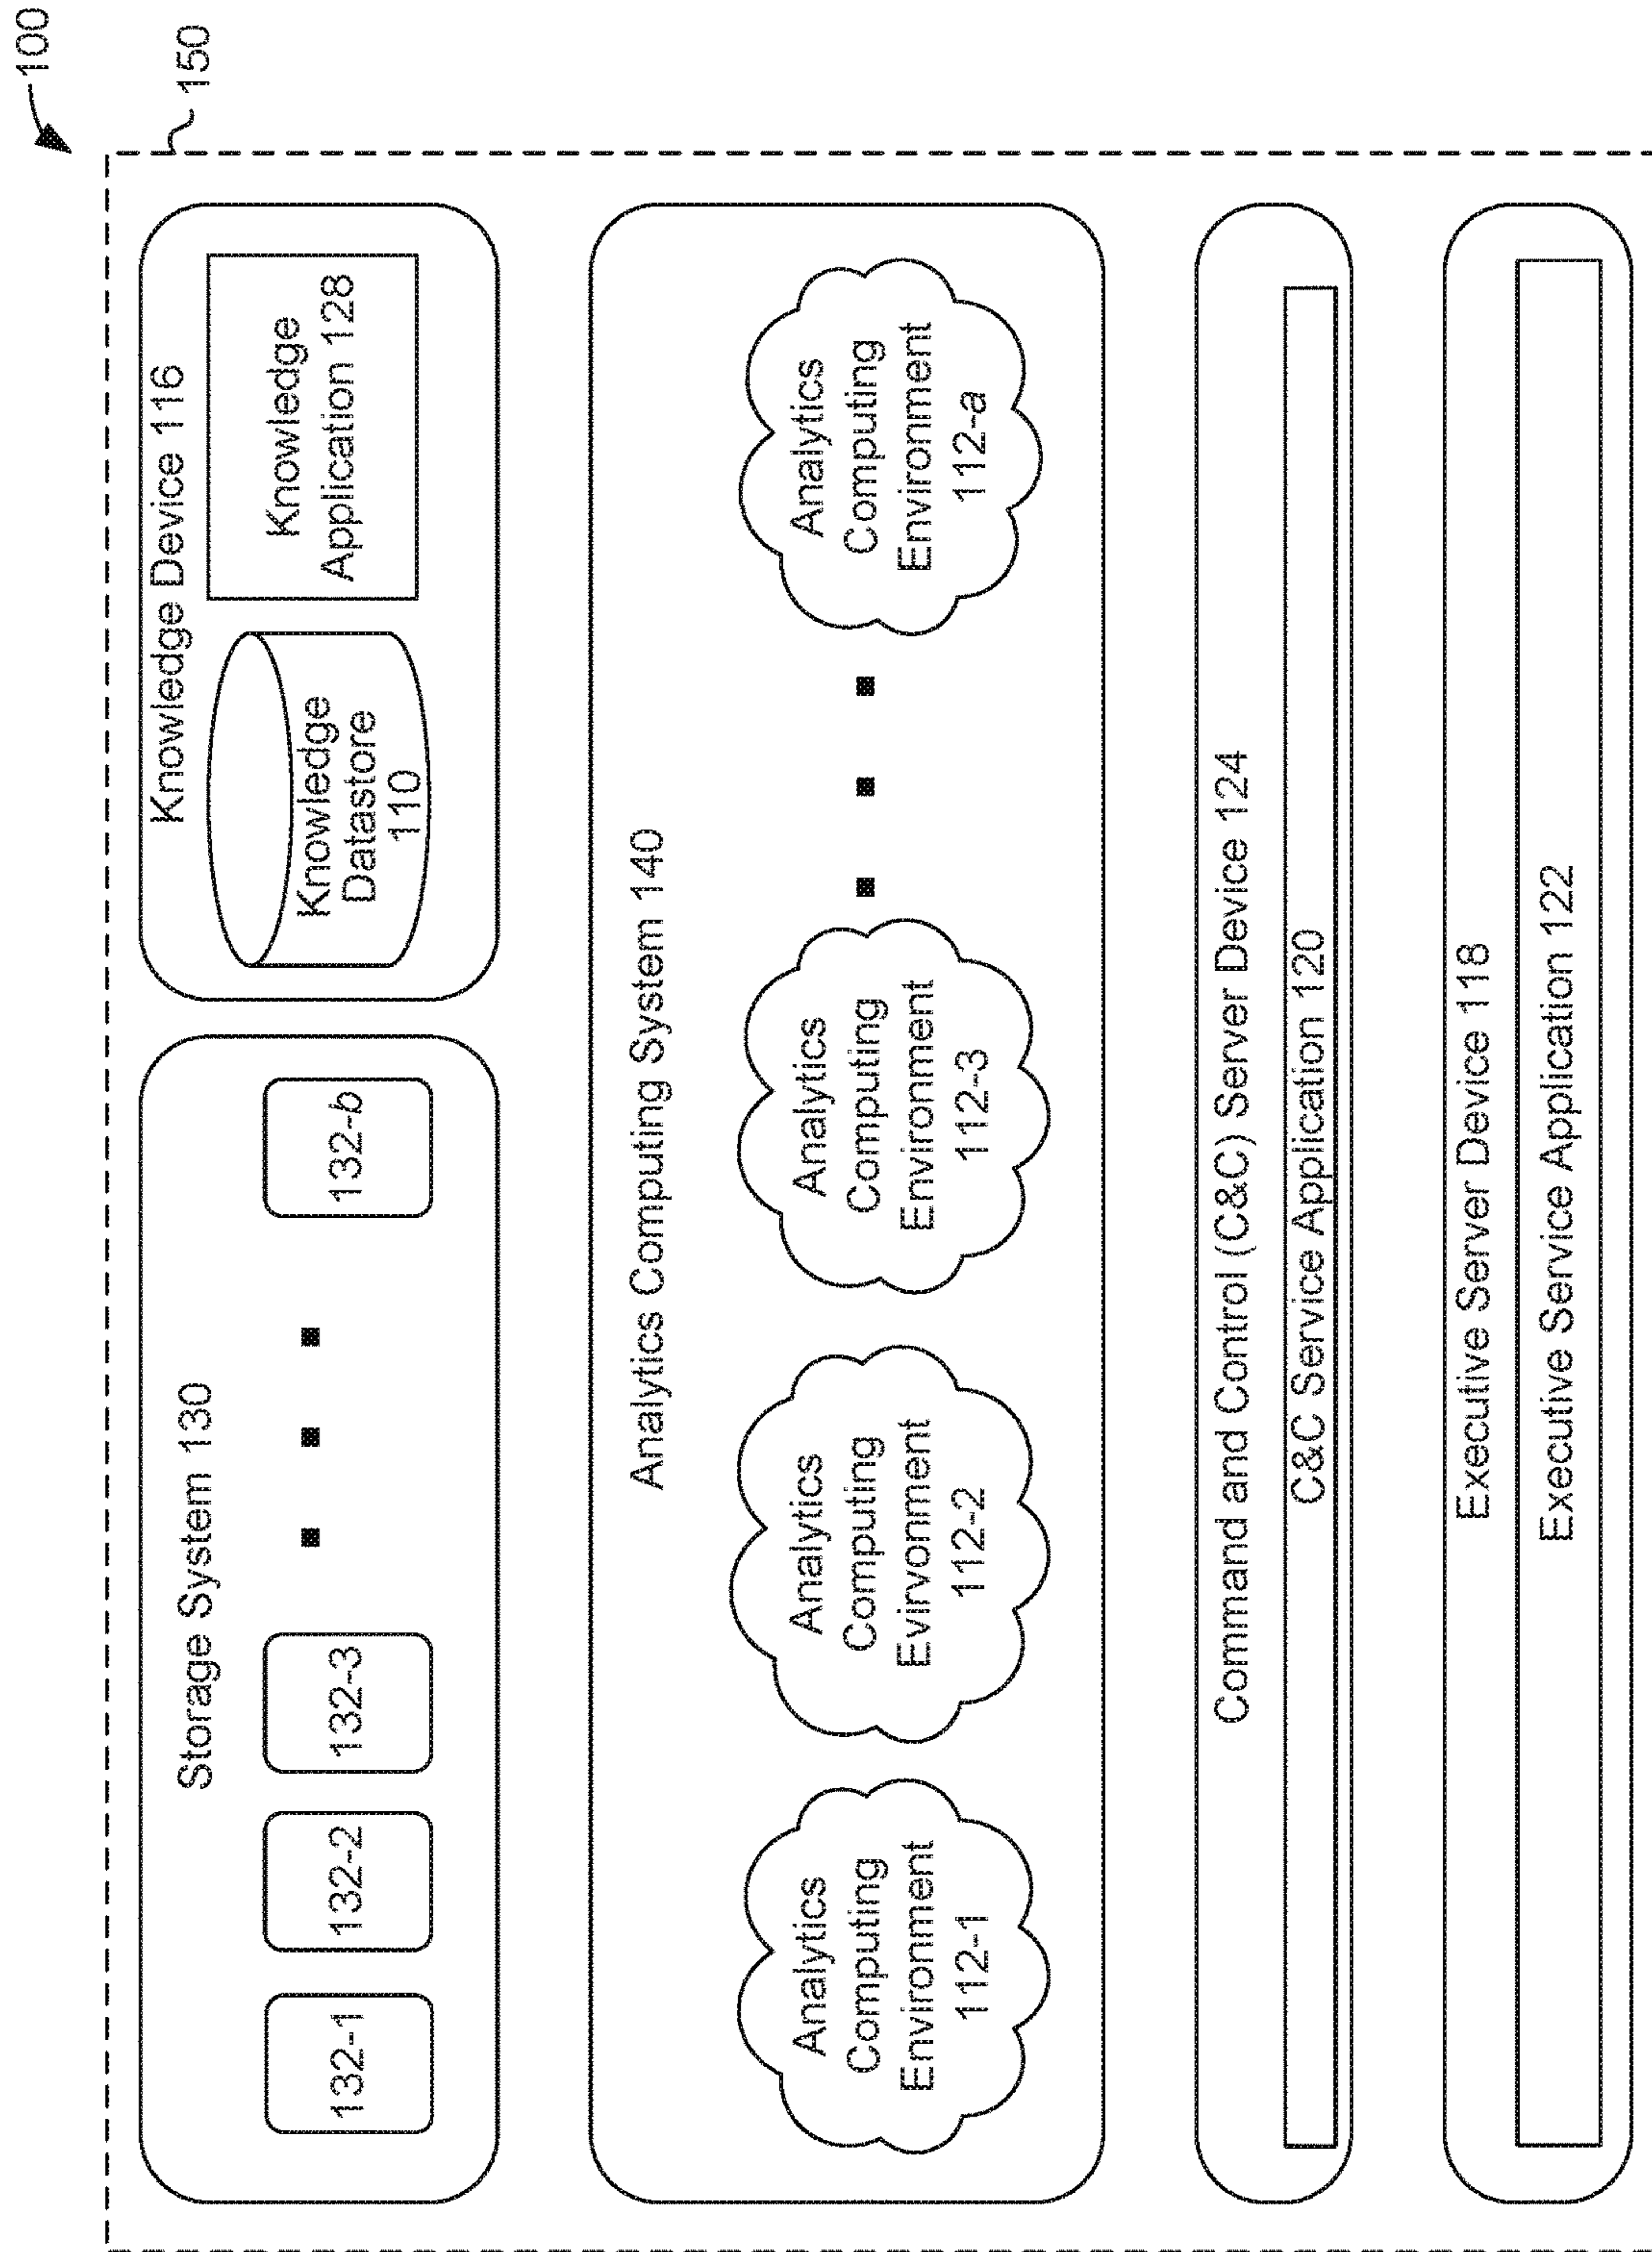 100
150
Storage System 130
132-1
132-2
132-3
132-b
Knowledge Device 116
Knowledge
Datastore
110
Knowledge
Application 128
Analytics Computing System 140
Analytics
Computing
Environment
112-1
Analytics
Computing
Evirvonment
112-2
Analytics
Computing
Environment
112-3
Analytics
Computing
Environment
112-a
Command and Control (C&C) Server Device 124
C&C Service Application 120
Executive Server Device 118
Executive Service Application 122